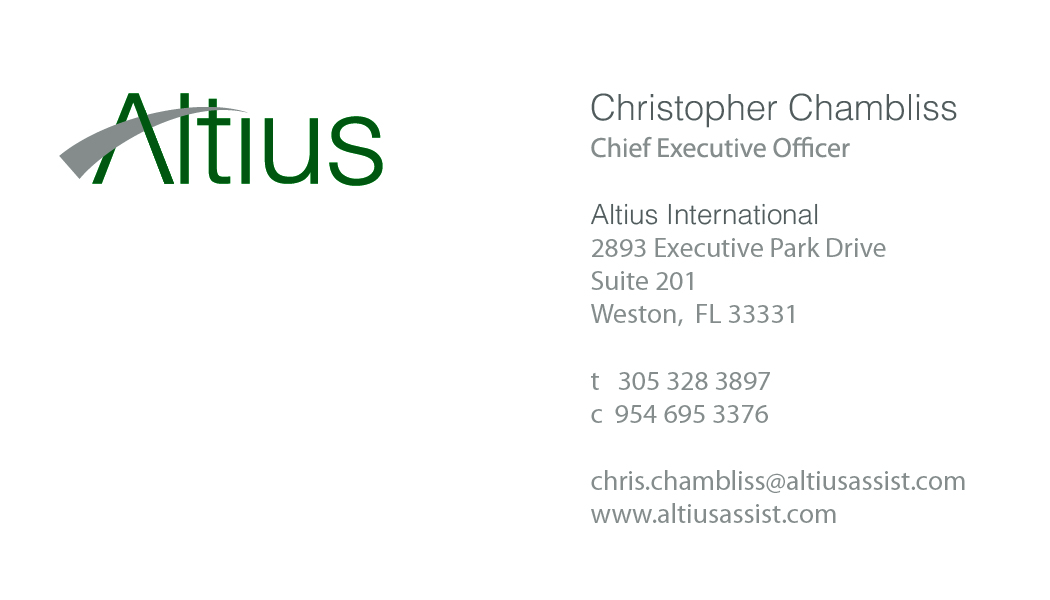 Altius
Christopher Chambliss
Chief Executive Officer
Altius International
2893 Executive Park Drive
Suite 201
Weston,  FL 33331
t   305 328 3897
c  954 695 3376
chris.chambliss@altiusassist.com
www.altiusassist.com